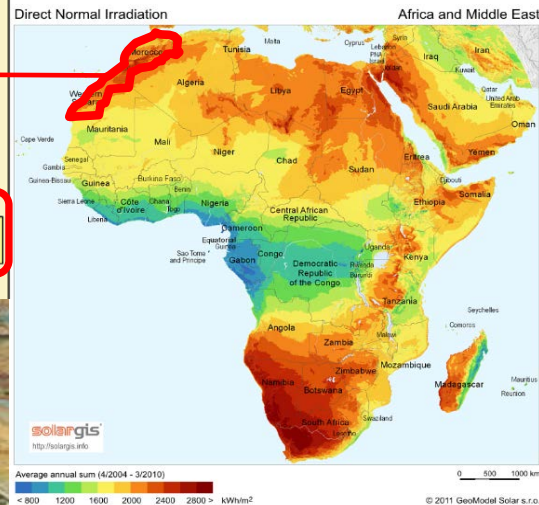 Direct Normal Irradiation
Africa and Middle East
Malta
Cyprus
Syria
Lebanon
PNA
Israel
Jordan
Iraq
Iran
Kuwait
Morocco
Tunisia
Algeria
Libya
Egypt
Qatar
United Arab
Emirates
Saudi Arabia
Oman
Western
Sahara
Cape Verde
Mauritania
Mali
Niger
Chad
Sudan
Eritrea
Yemen
Senegal
Gambia
Guinea-Bissau
Guinea
Burkina Faso
Benin
Djibouti
Somalia
Sierra Leone
Liberia
Côte
d'Ivoire
Ghana
Togo
Nigeria
Central African
Republic
Ethiopia
Cameroon
Equatorial
Guinea
Sao Tome
and Principe
Gabon
Congo
Democratic
Republic
of the Congo
Uganda
Rwanda
Burundi
Kenya
Tanzania
Seychelles
Comoros
Angola
Zambia
Malawi
Mozambique
Zimbabwe
Namibia
Botswana
Madagascar
Mauritius
Reunion
South Africa
Swaziland
Lesotho
solargis
http://solargis.info
Average annual sum (4/2004 - 3/2010)
< 800 1200 1600 2000 2400 2800 > kWh/m²
0 500 1000 km
© 2011 GeoModel Solar s.r.o.